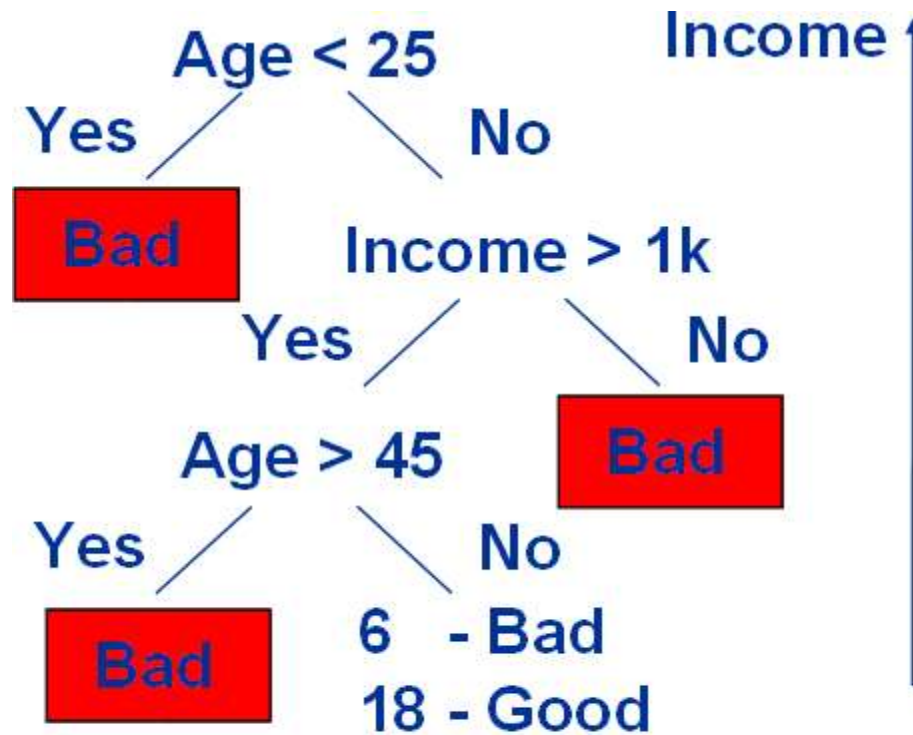 Age < 25
Income
Yes
No
Bad
Income > 1k
Yes
No
Age > 45
Bad
Yes
No
Bad
6 - Bad
18 - Good